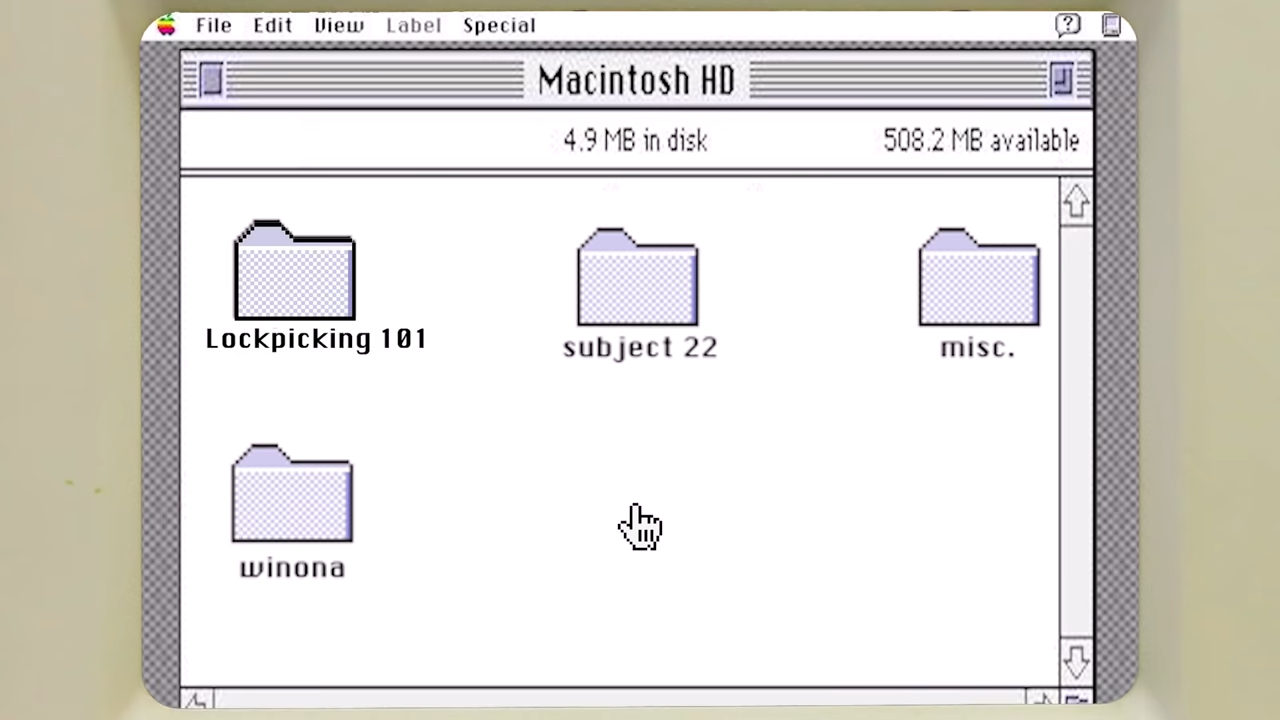 File Edit View Label Special
Macintosh HD
4.9 MB in disk 508.2 MB available
Lockpicking 101 subject 22 misc.
winona